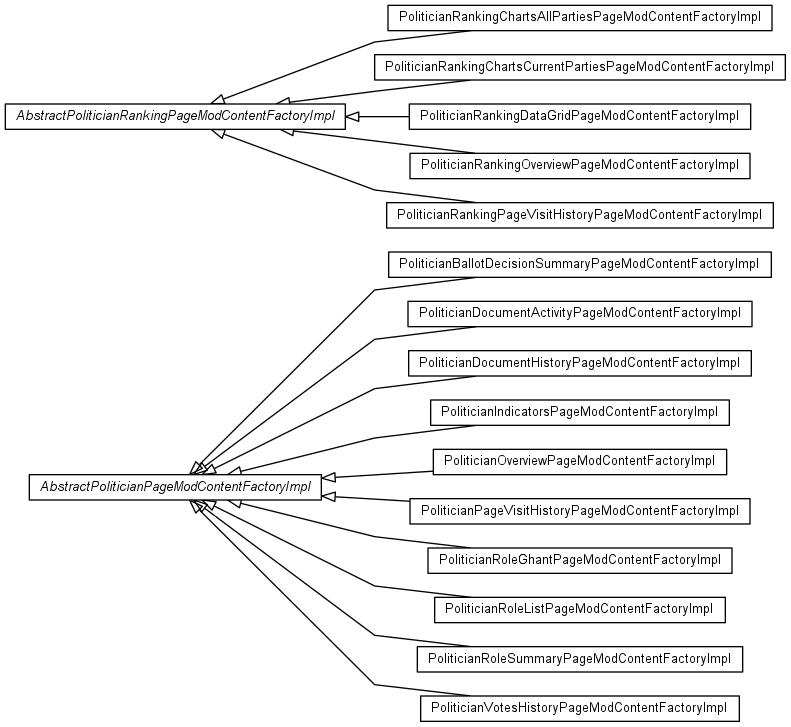 PoliticianRankingChartsAllPartiesPageModContentFactoryImpl
PoliticianRankingChartsCurrentPartiesPageModContentFactoryImpl
AbstractPoliticianRankingPageModContentFactoryImpl
PoliticianRankingDataGridPageModContentFactoryImpl
PoliticianRankingOverviewPageModContentFactoryImpl
PoliticianRankingPageVisitHistoryPageModContentFactoryImpl
PoliticianBallotDecisionSummaryPageModContentFactoryImpl
PoliticianDocumentActivityPageModContentFactoryImpl
PoliticianDocumentHistoryPageModContentFactoryImpl
PoliticianIndicatorsPageModContentFactoryImpl
PoliticianOverviewPageModContentFactoryImpl
AbstractPoliticianPageModContentFactoryImpl
PoliticianPageVisitHistoryPageModContentFactoryImpl
PoliticianRoleGhantPageModContentFactoryImpl
PoliticianRoleListPageModContentFactoryImpl
PoliticianRoleSummaryPageModContentFactoryImpl
PoliticianVotesHistoryPageModContentFactoryImpl